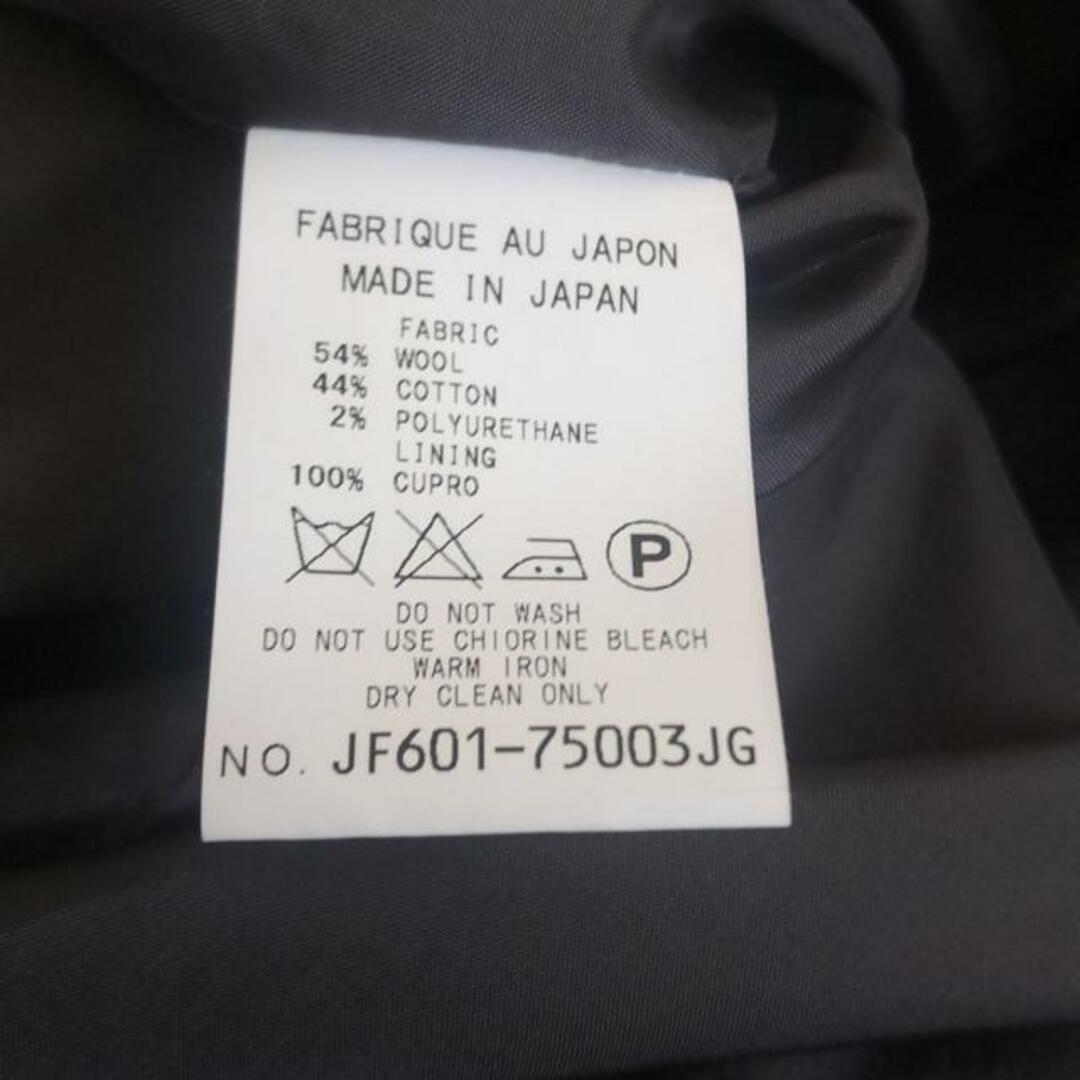 FABRIQUE AU JAPON
MADE IN JAPAN
FABRIC
54% WOOL
44% COTTON
2% POLYURETHANE
LINING
100% CUPRO
P
DO NOT WASH
DO NOT USE CHIORINE BLEACH
WARM IRON
DRY CLEAN ONLY
NO. JF601-75003JG